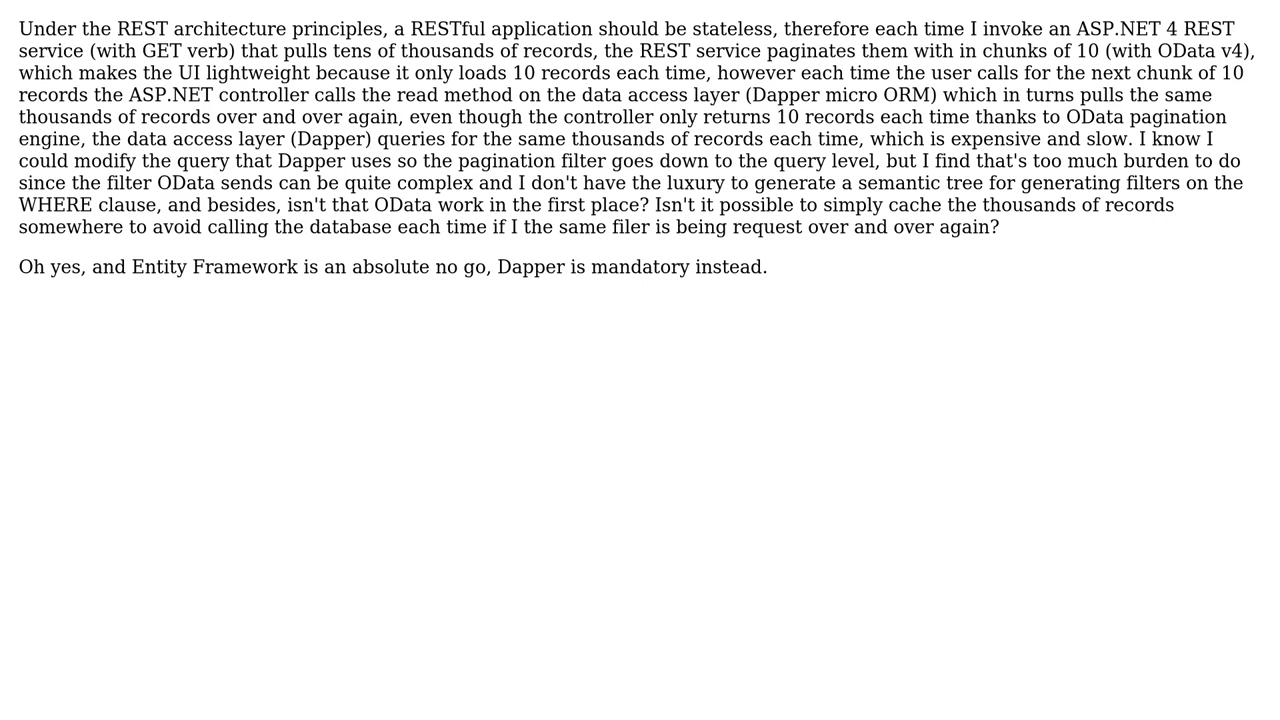 Under the REST architecture principles, a RESTful application should be stateless, therefore each time I invoke an ASP.NET 4 REST
service (with GET verb) that pulls tens of thousands of records, the REST service paginates them with in chunks of 10 (with OData v4),
which makes the UI lightweight because it only loads 10 records each time, however each time the user calls for the next chunk of 10
records the ASP.NET controller calls the read method on the data access layer (Dapper micro ORM) which in turns pulls the same
thousands of records over and over again, even though the controller only returns 10 records each time thanks to OData pagination
engine, the data access layer (Dapper) queries for the same thousands of records each time, which is expensive and slow. I know I
could modify the query that Dapper uses so the pagination filter goes down to the query level, but I find that's too much burden to do
since the filter OData sends can be quite complex and I don't have the luxury to generate a semantic tree for generating filters on the
WHERE clause, and besides, isn't that OData work in the first place? Isn't it possible to simply cache the thousands of records
somewhere to avoid calling the database each time if I the same filer is being request over and over again?
Oh yes, and Entity Framework is an absolute no go, Dapper is mandatory instead.